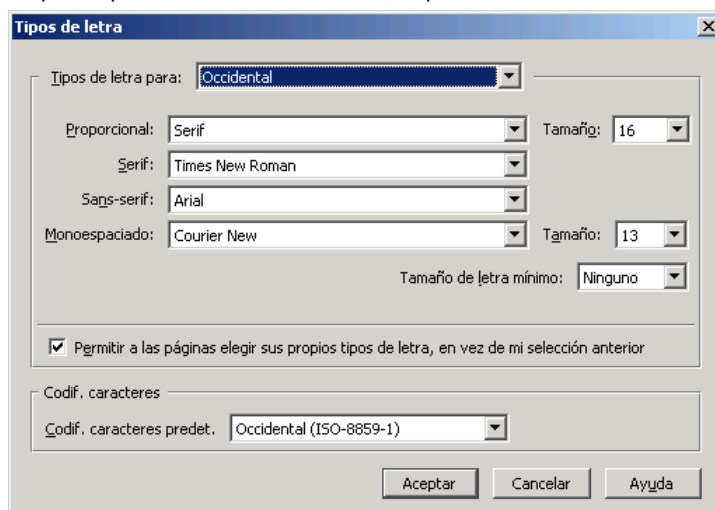 Tipos de letra
Tipos de letra para: Occidental
Proporcional: Serif Tamaño: 16
Serif: Times New Roman
Sans-serif: Arial
Monoespaciado: Courier New Tamaño: 13
Tamaño de letra mínimo: Ninguno
Permitir a las páginas elegir sus propios tipos de letra, en vez de mi selección anterior
Codif. caracteres
Codif. caracteres predet. Occidental (ISO-8859-1)
Aceptar Cancelar Ayuda